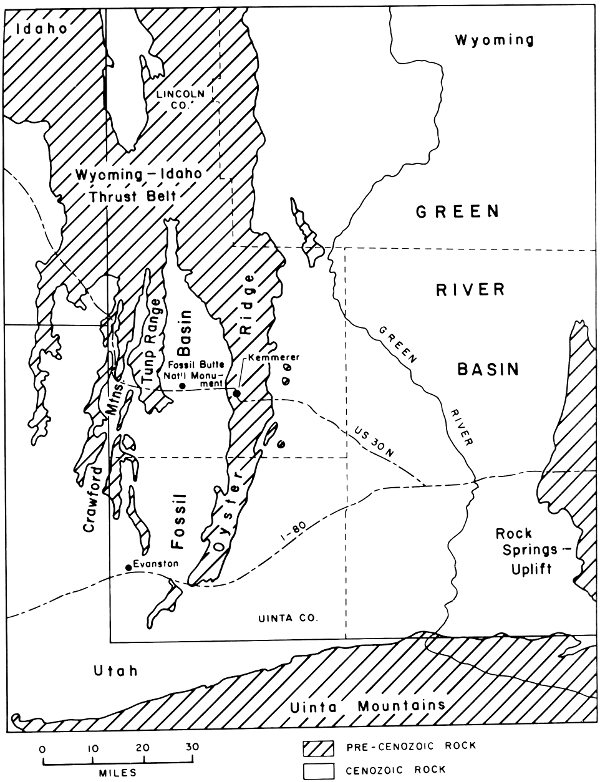 Idaho
Wyoming
LINCOLN
CO.
Wyoming – Idaho
Thrust Belt
GREEN
RIVER
BASIN
Tunp Range
Basin
Ridge
GREEN
RIVER
Fossil Butte
Nat'l Monu-
ment
Kemmerer
Mtns
Crawford
US 30 N
Fossil
Oyster
I-80
Rock
Springs –
Uplift
Evanston
UINTA CO.
Utah
Uinta Mountains
0 10 20 30
MILES
PRE-CENOZOIC ROCK
CENOZOIC ROCK